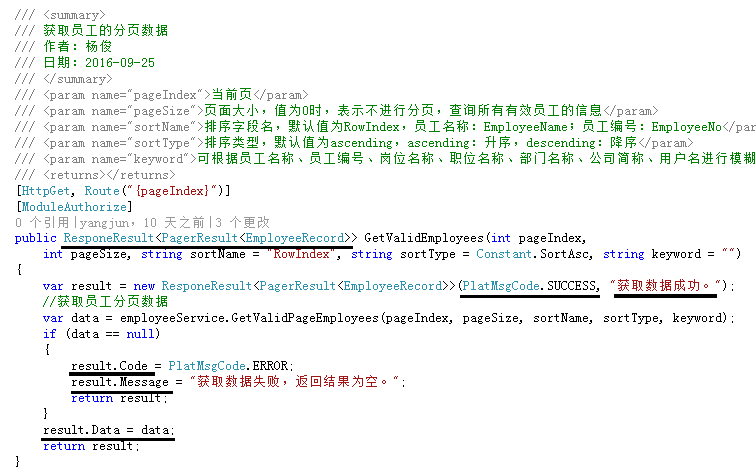 /// <summary>
/// 获取员工的分页数据
/// 作者：杨俊
/// 日期：2016-09-25
/// </summary>
/// <param name="pageIndex">当前页</param>
/// <param name="pageSize">页面大小，值为0时，表示不进行分页，查询所有有效员工的信息</param>
/// <param name="sortName">排序字段名，默认值为RowIndex，员工名称：EmployeeName；员工编号：EmployeeNo</par
/// <param name="sortType">排序类型，默认值为ascending，ascending：升序，descending：降序</param>
/// <param name="keyword">可根据员工名称、员工编号、岗位名称、职位名称、部门名称、公司简称、用户名进行模糊
/// <returns></returns>
[HttpGet, Route("{pageIndex}")]
[ModuleAuthorize]
0 个引用|yangjun，10 天之前|3 个更改
public ResponeResult<PagerResult<EmployeeRecord>> GetValidEmployees(int pageIndex,
int pageSize, string sortName = "RowIndex", string sortType = Constant.SortAsc, string keyword = "")
{
var result = new ResponeResult<PagerResult<EmployeeRecord>>(PlatMsgCode.SUCCESS, "获取数据成功。");
//获取员工分页数据
var data = employeeService.GetValidPageEmployees(pageIndex, pageSize, sortName, sortType, keyword);
if (data == null)
{
result.Code = PlatMsgCode.ERROR;
result.Message = "获取数据失败，返回结果为空。";
return result;
}
result.Data = data;
return result;
}